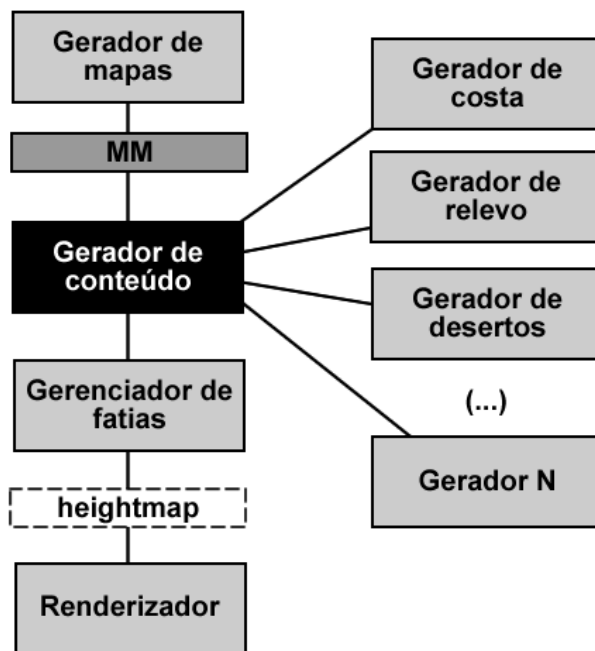 Gerador de
mapas
MM
Gerador de
conteúdo
Gerenciador de
fatias
heightmap
Renderizador
Gerador de
costa
Gerador de
relevo
Gerador de
desertos
(...)
Gerador N